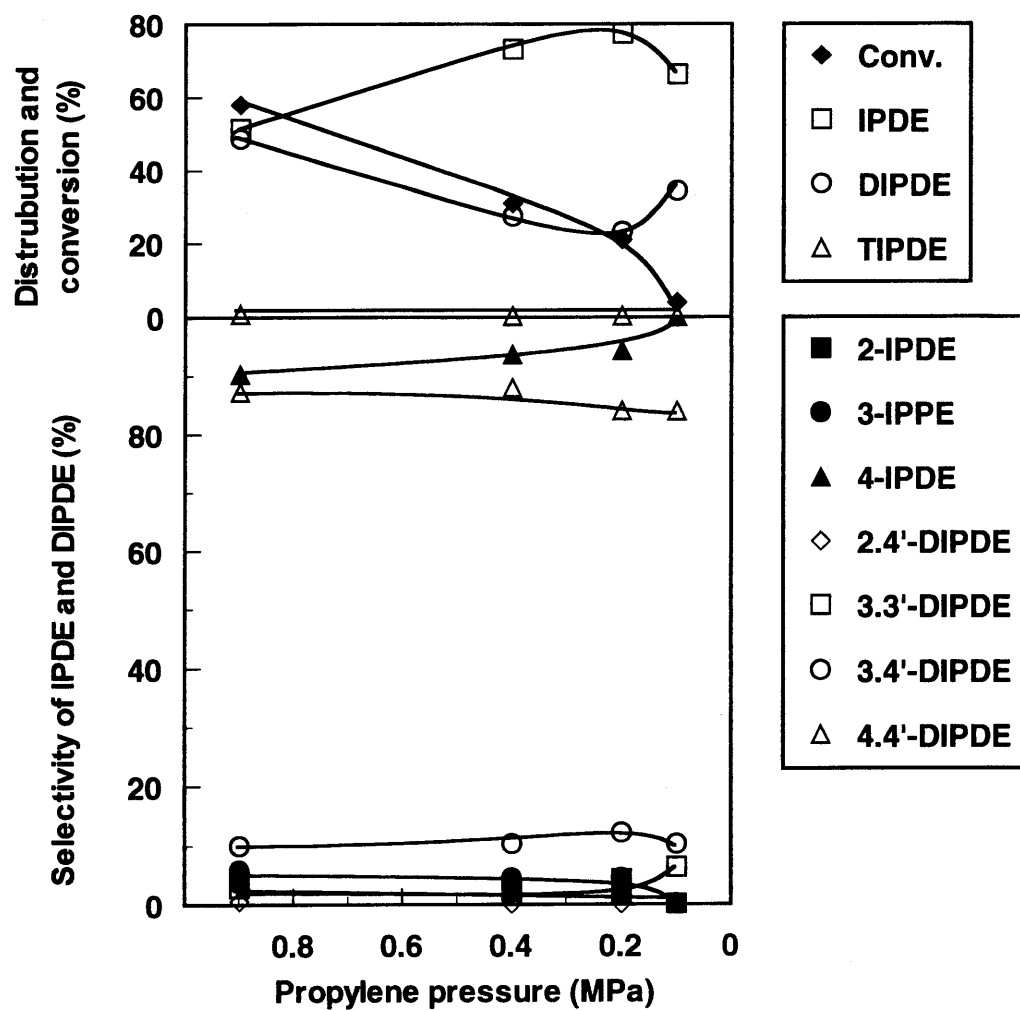 Distrubution and
conversion (%)
80
60
40
20
0
Conv.
IPDE
DIPDE
TIPDE
Selectivity of IPDE and DIPDE (%)
80
60
40
20
0
2-IPDE
3-IPPE
4-IPDE
2.4'-DIPDE
3.3'-DIPDE
3.4'-DIPDE
4.4'-DIPDE
0.8 0.6 0.4 0.2 0
Propylene pressure (MPa)